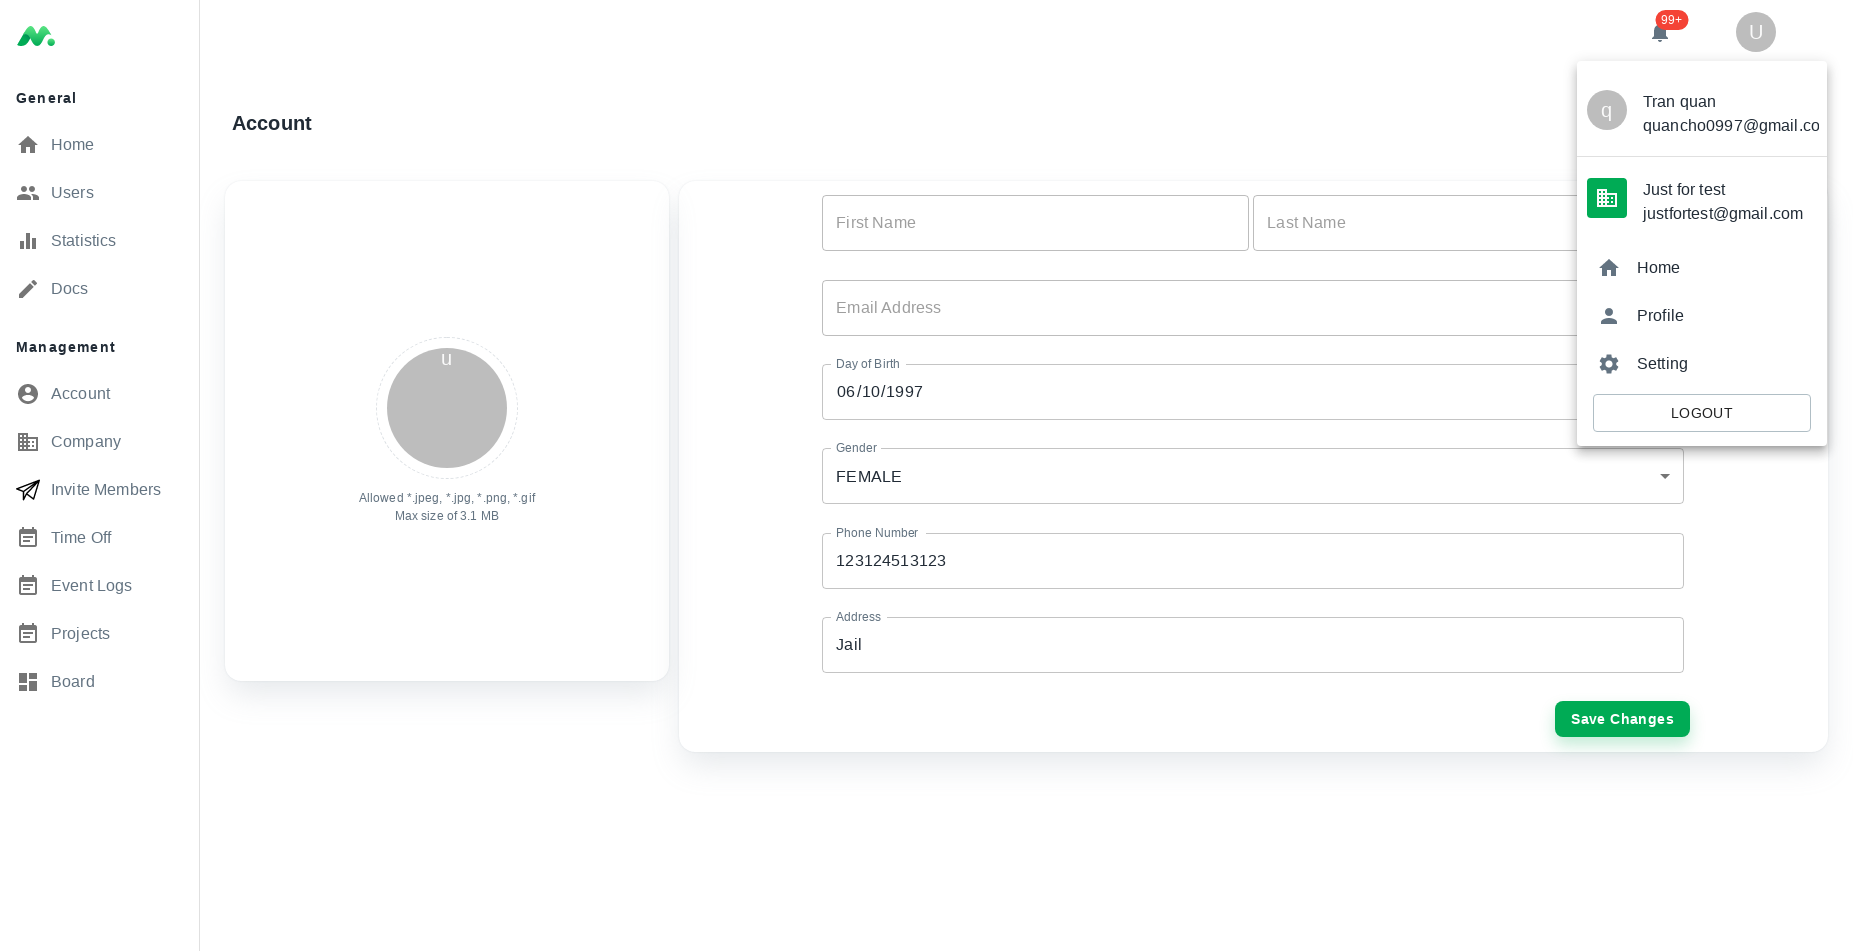 99+
U
General
Home
Users
Statistics
Docs
Management
Account
Company
Invite Members
Time Off
Event Logs
Projects
Board
Account
u
Allowed *.jpeg, *.jpg, *.png, *.gif
Max size of 3.1 MB
First Name
Last Name
Email Address
Day of Birth
06/10/1997
Gender
FEMALE
Phone Number
123124513123
Address
Jail
Save Changes
q
Tran quan
quancho0997@gmail.co
Just for test
justfortest@gmail.com
Home
Profile
Setting
LOGOUT